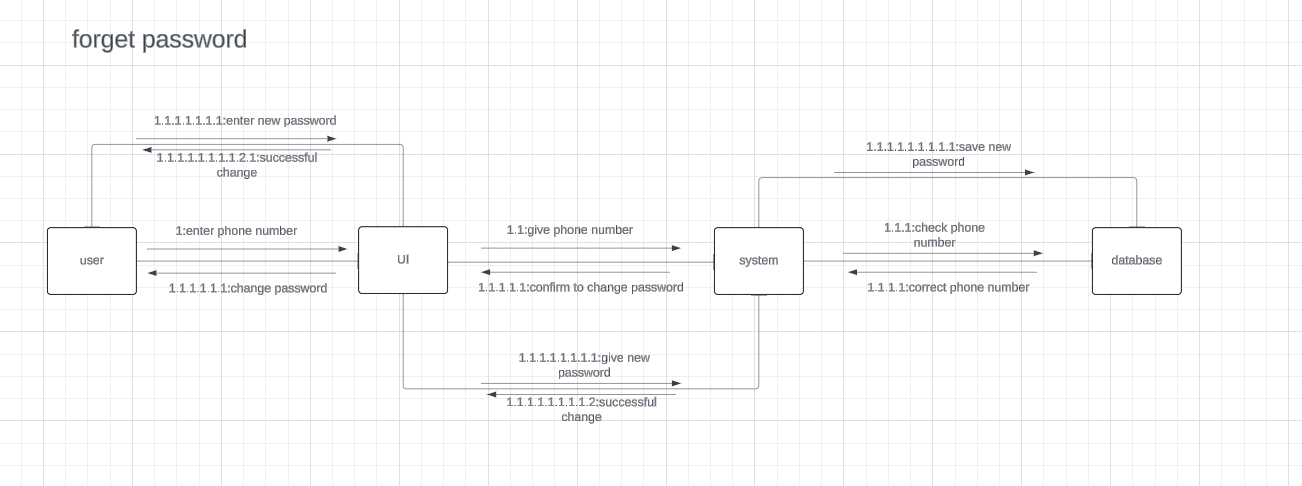 forget password
1.1.1.1.1.1.1:enter new password
1.1.1.1.1.1.1.1.2.1:successful
change
1.1.1.1.1.1.1.1.1:save new
password
1:enter phone number
1.1:give phone number
1.1.1:check phone
number
user
UI
system
database
1.1.1.1.1.1:change password
1.1.1.1.1:confirm to change password
1.1.1.1:correct phone number
1.1.1.1.1.1.1.1:give new
password
1.1.1.1.1.1.1.1.2:successful
change